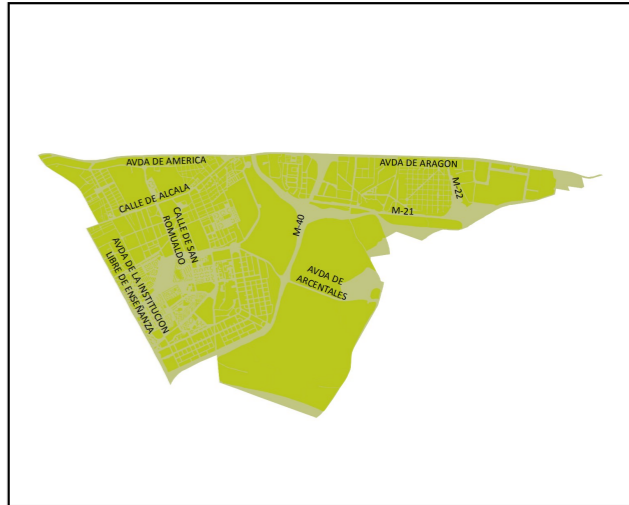 AVDA DE AMERICA
AVDA DE ARAGON
CALLE DE ALCALA
M-22
M-21
CALLE DE SAN
ROMUALDO
M-40
AVDA DE LA INSTITUCION
LIBRE DE ENSEÑANZA
AVDA DE
ARCENTALES